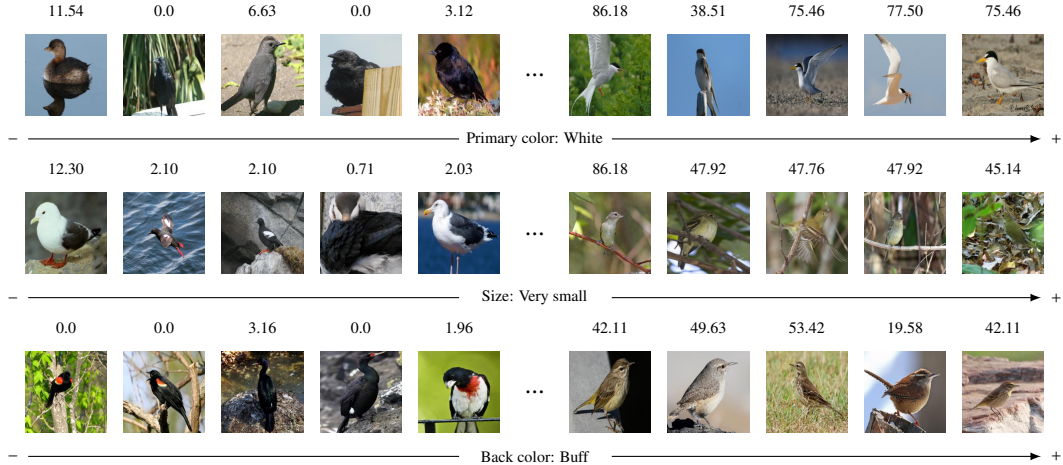 11.54 0.0 6.63 0.0 3.12 86.18 38.51 75.46 77.50 75.46
...
− Primary color: White +
12.30 2.10 2.10 0.71 2.03 86.18 47.92 47.76 47.92 45.14
...
− Size: Very small +
0.0 0.0 3.16 0.0 1.96 42.11 49.63 53.42 19.58 42.11
...
− Back color: Buff +